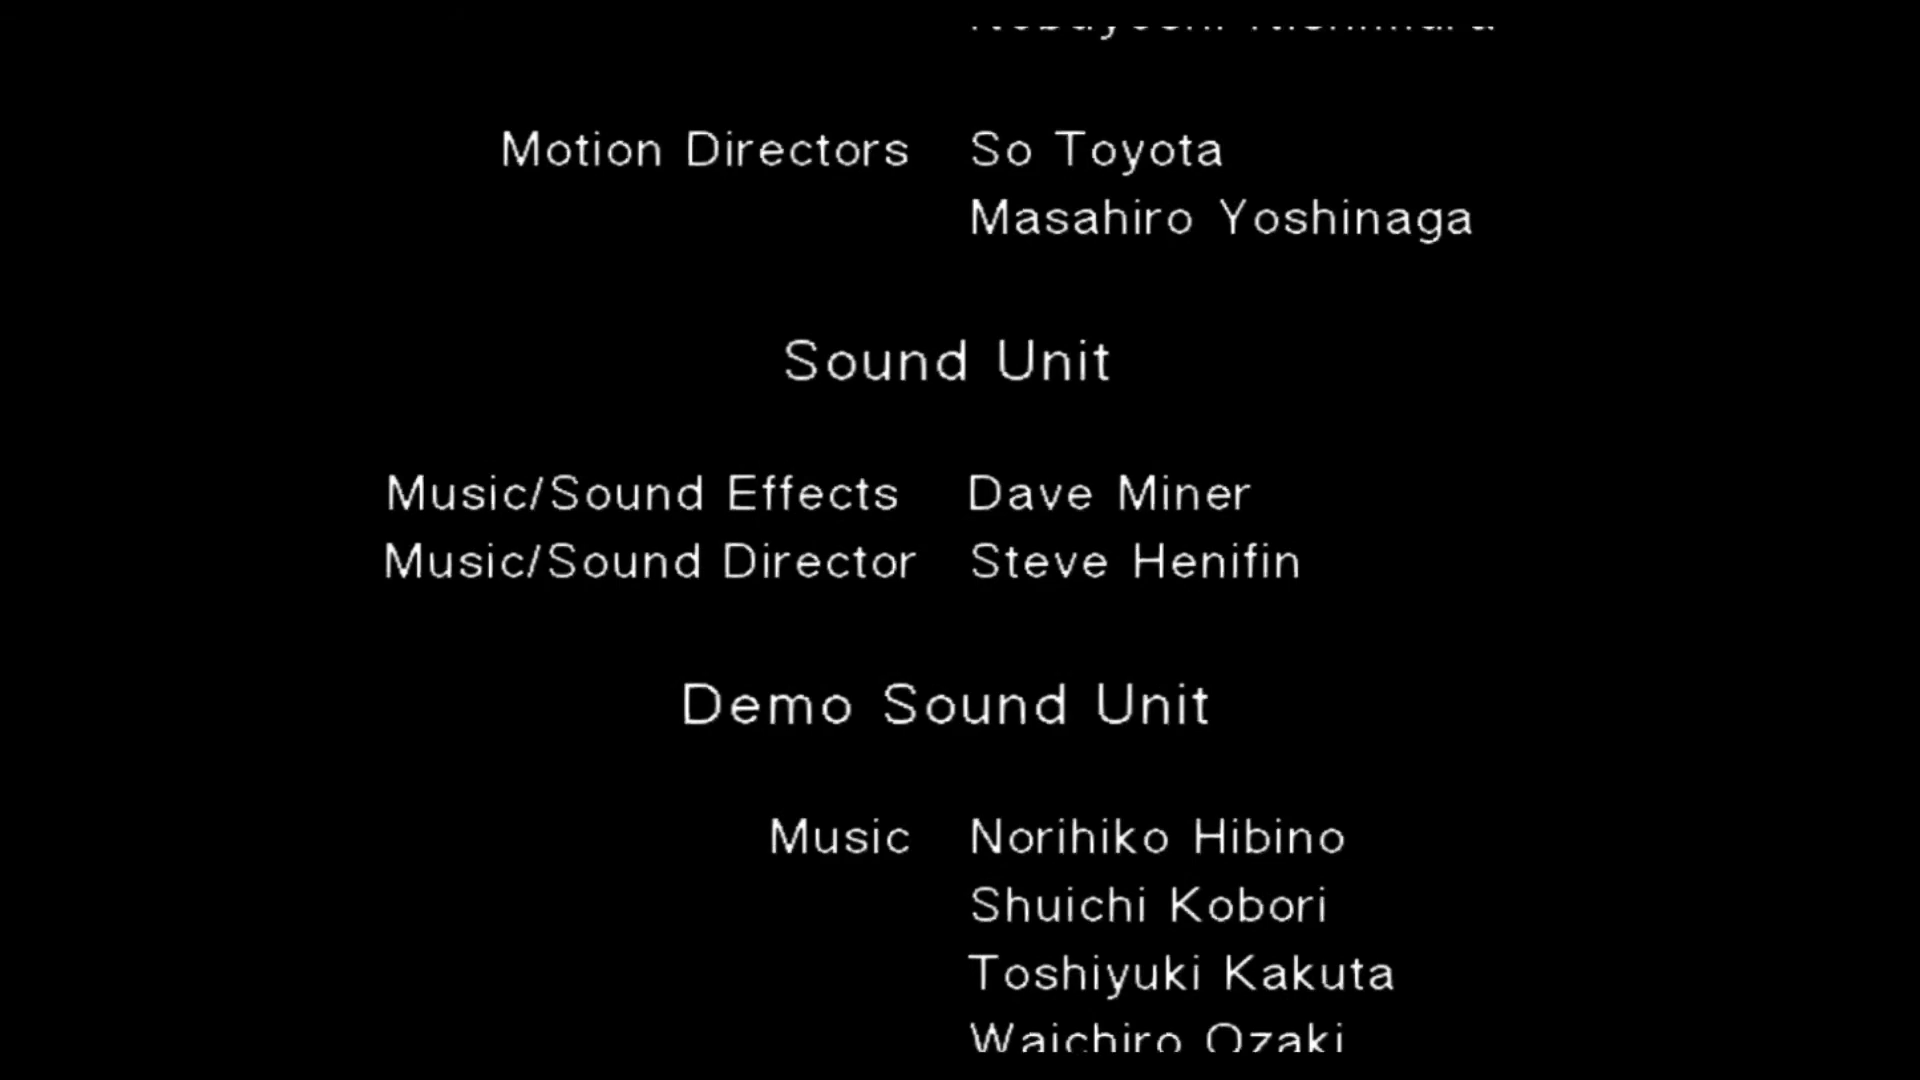 Motion Directors So Toyota
Masahiro Yoshinaga
Sound Unit
Music/Sound Effects Dave Miner
Music/Sound Director Steve Henifin
Demo Sound Unit
Music Norihiko Hibino
Shuichi Kobori
Toshiyuki Kakuta
Waichiro Ozaki